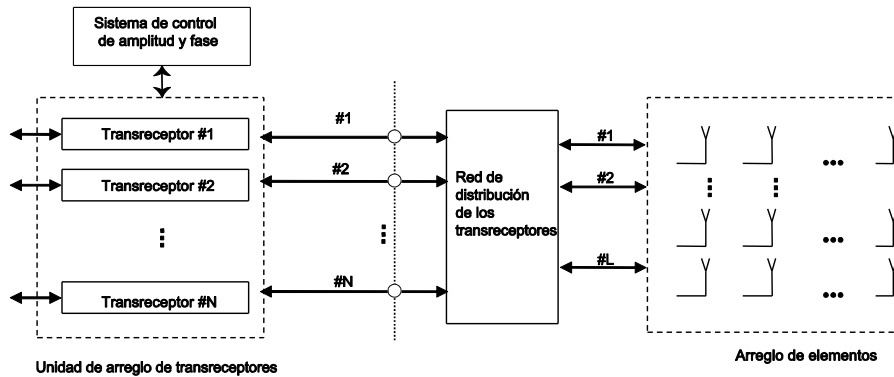 Sistema de control
de amplitud y fase
Transreceptor #1
Transreceptor #2
Transreceptor #N
Unidad de arreglo de transreceptores
#1
#2
#N
Red de
distribución
de los
transreceptores
#1
#2
#L
Arreglo de elementos